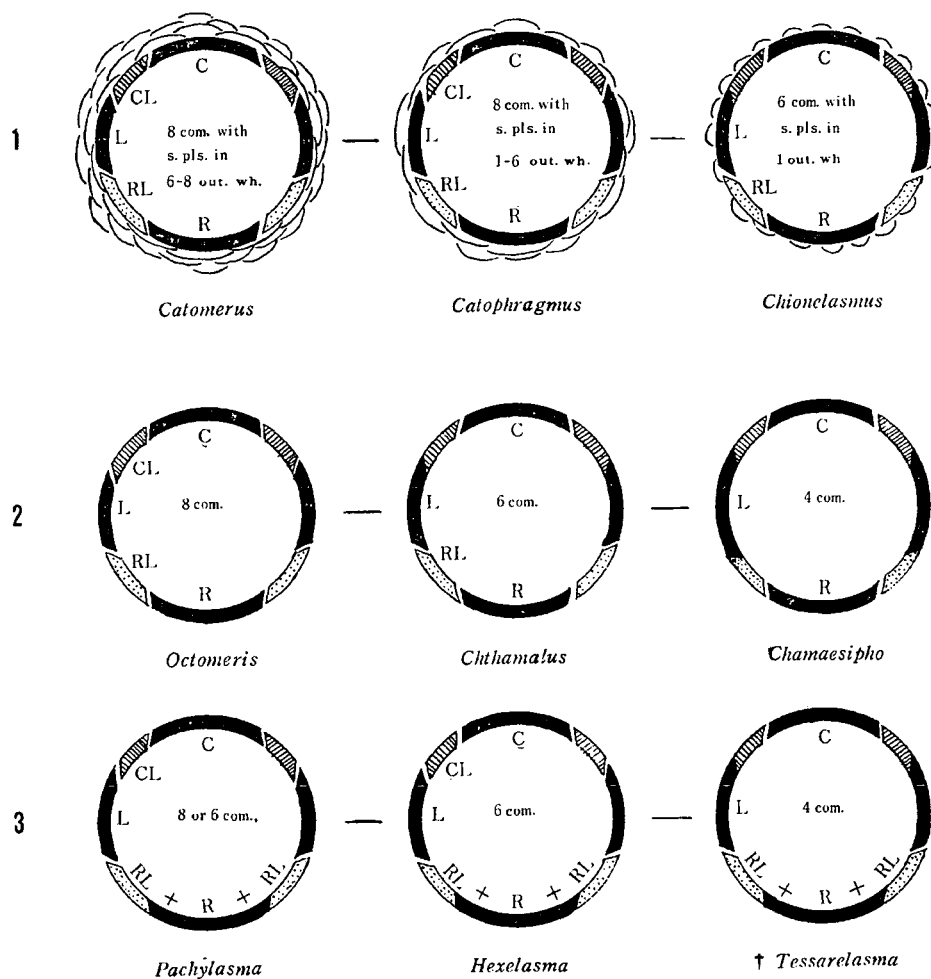 1
C
CL
L
8 com. with
s. pls. in
6-8 out. wh.
RL
R
Catomerus
C
CL
L
8 com. with
s. pls. in
1-6 out. wh.
RL
R
Catophragmus
C
L
6 com. with
s. pls. in
1 out. wh
RL
R
Chionelasmus
2
C
CL
L
8 com.
RL
R
Octomeris
C
L
6 com.
RL
R
Chthamalus
C
L
4 com.
R
Chamaesipho
3
C
CL
L
8 or 6 com.,
RL + R + RL
Pachylasma
C
CL
L
6 com.
RL + R + RL
Hexelasma
C
L
4 com.
RL + R + RL
† Tessarelasma